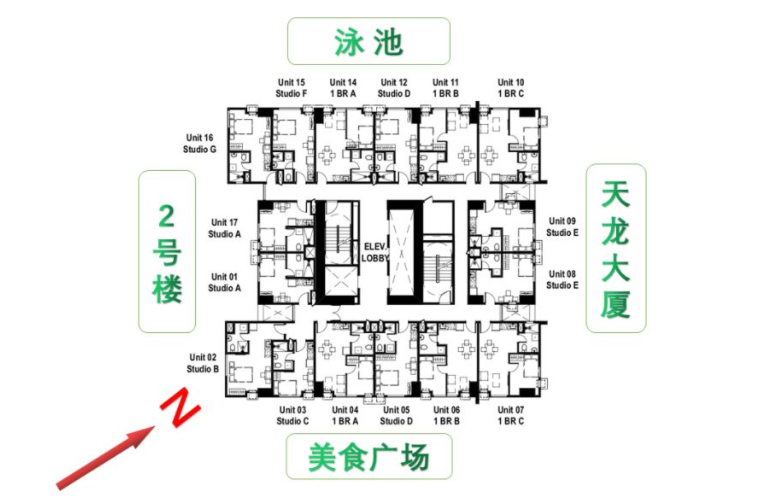 泳池
Unit 15
Studio F
Unit 14
1 BR A
Unit 12
Studio D
Unit 11
1 BR B
Unit 10
1 BR C
Unit 16
Studio G
2号楼
天龙大厦
Unit 17
Studio A
Unit 09
Studio E
ELEV.
LOBBY
Unit 01
Studio A
Unit 08
Studio E
Unit 02
Studio B
N
Unit 03
Studio C
Unit 04
1 BR A
Unit 05
Studio D
Unit 06
1 BR B
Unit 07
1 BR C
美食广场